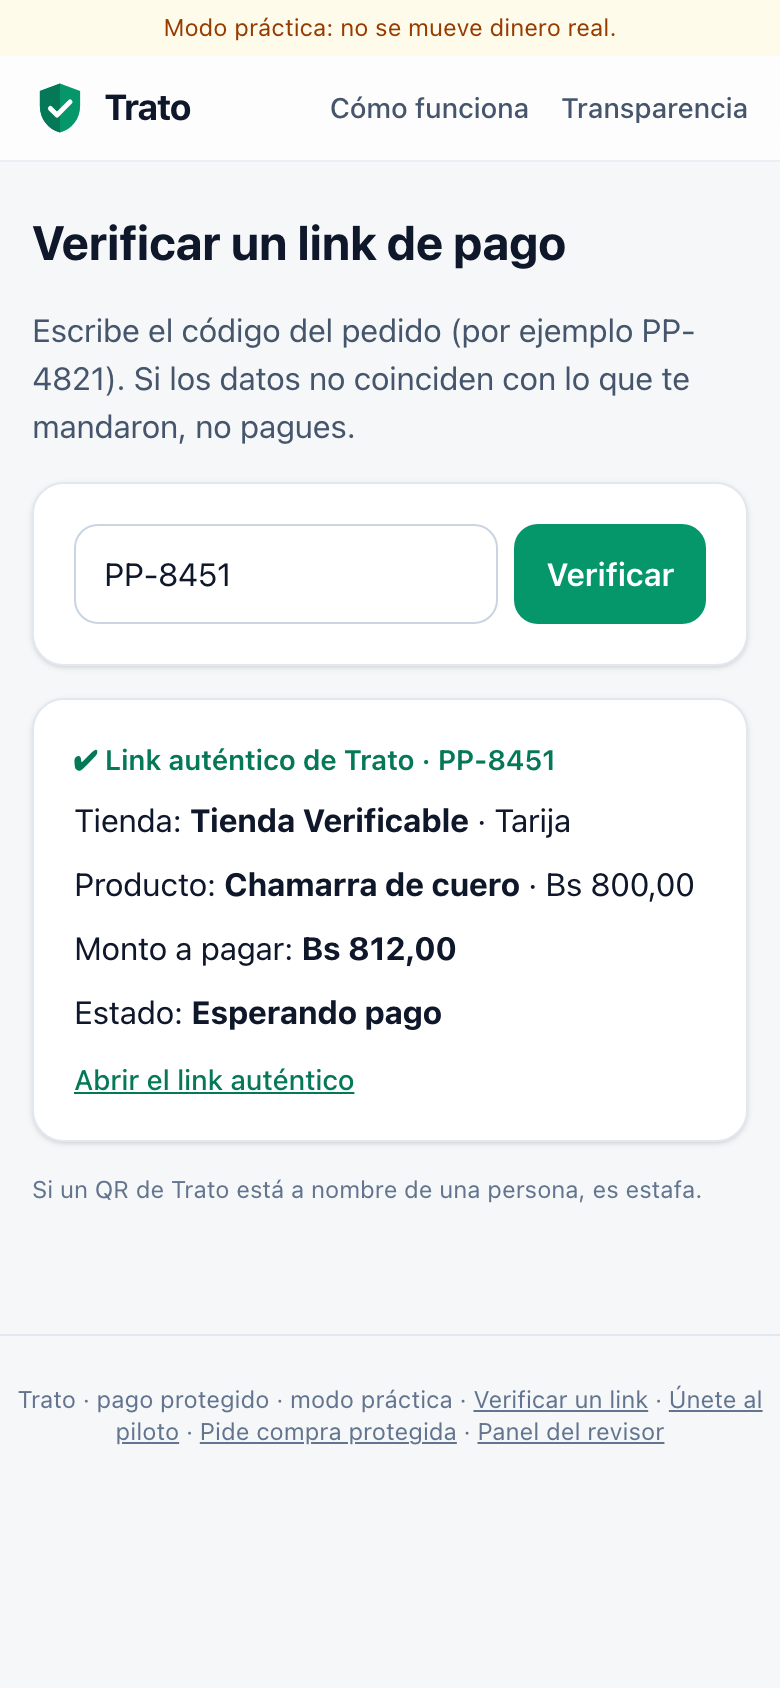 Modo práctica: no se mueve dinero real.
Trato
Cómo funciona
Transparencia
Verificar un link de pago
Escribe el código del pedido (por ejemplo PP-
4821). Si los datos no coinciden con lo que te
mandaron, no pagues.
PP-8451
Verificar
✔ Link auténtico de Trato · PP-8451
Tienda: Tienda Verificable · Tarija
Producto: Chamarra de cuero · Bs 800,00
Monto a pagar: Bs 812,00
Estado: Esperando pago
Abrir el link auténtico
Si un QR de Trato está a nombre de una persona, es estafa.
Trato · pago protegido · modo práctica · Verificar un link · Únete al
piloto · Pide compra protegida · Panel del revisor